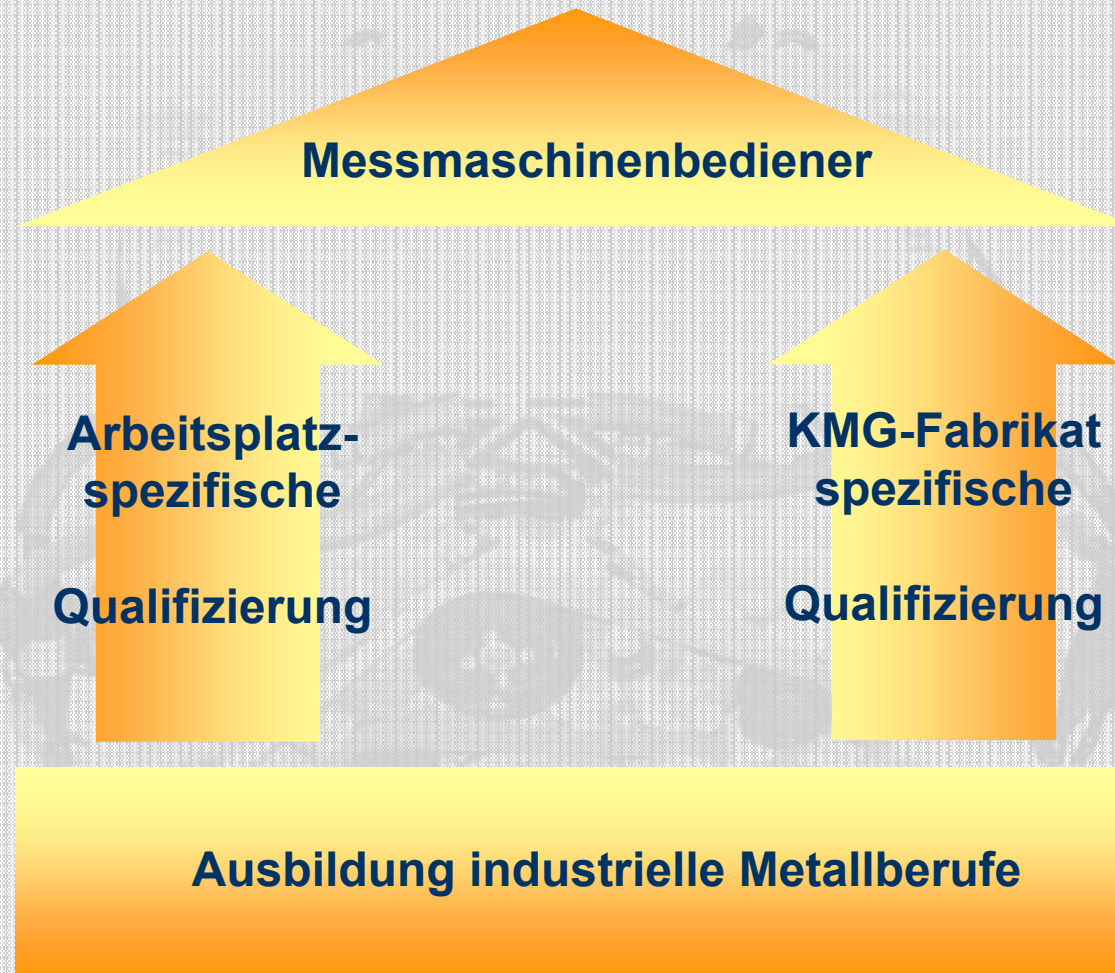 Messmaschinenbediener
Arbeitsplatz-
spezifische
Qualifizierung
KMG-Fabrikat
spezifische
Qualifizierung
Ausbildung industrielle Metallberufe